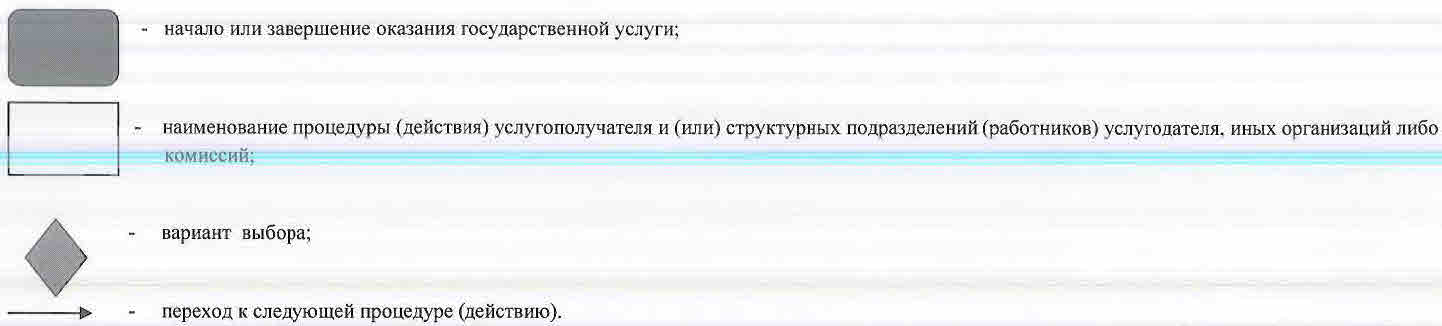 - начало или завершение оказания государственной услуги;
- наименование процедуры (действия) услугополучателя и (или) структурных подразделений (работников) услугодателя, иных организаций либо
комиссий;
- вариант выбора;
- переход к следующей процедуре (действию).